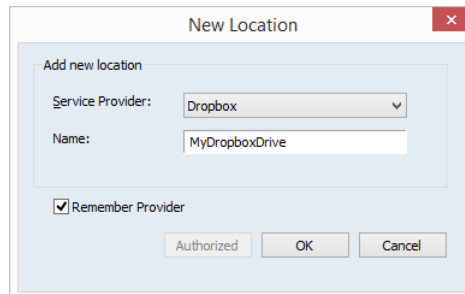 New Location
Add new location
Service Provider: Dropbox
Name: MyDropboxDrive
Remember Provider
Authorized OK Cancel